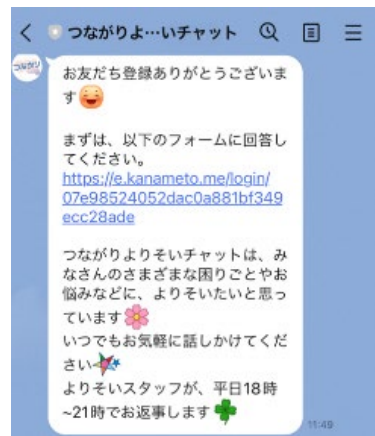 つながりよ…いチャット
お友だち登録ありがとうございま
す
まずは、以下のフォームに回答し
てください。
https://e.kanameto.me/login/
07e98524052dac0a881bf349
ecc28ade
つながりよりそいチャットは、み
なさんのさまざまな困りごとやお
悩みなどに、よりそいたいと思っ
ています
いつでもお気軽に話しかけてくだ
さい
よりそいスタッフが、平日18時
~21時でお返事します
11:49